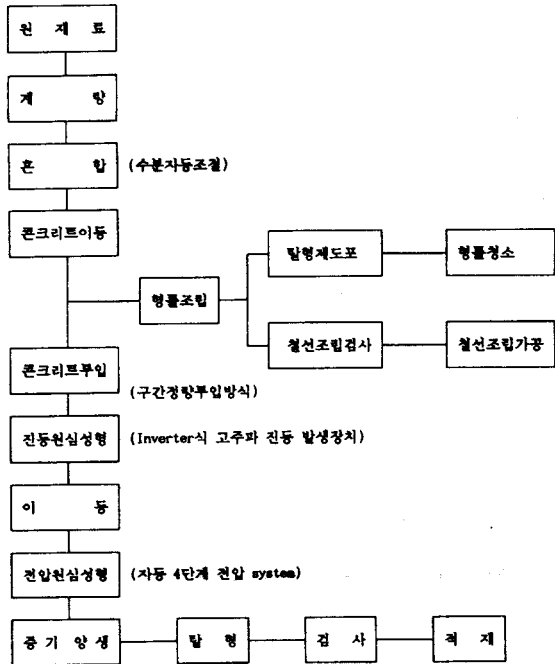 원 재 료
계 량
혼 합 (수분자동조절)
콘크리트이동
탈형제도포 형틀청소
형틀조립
철선조립검사 철선조립가공
콘크리트투입
(구간정량투입방식)
진동원심성형 (Inverter식 고주파 진동 발생장치)
이 동
전압원심성형 (자동 4단계 전압 system)
증 기 양 생 탈 형 검 사 적 재